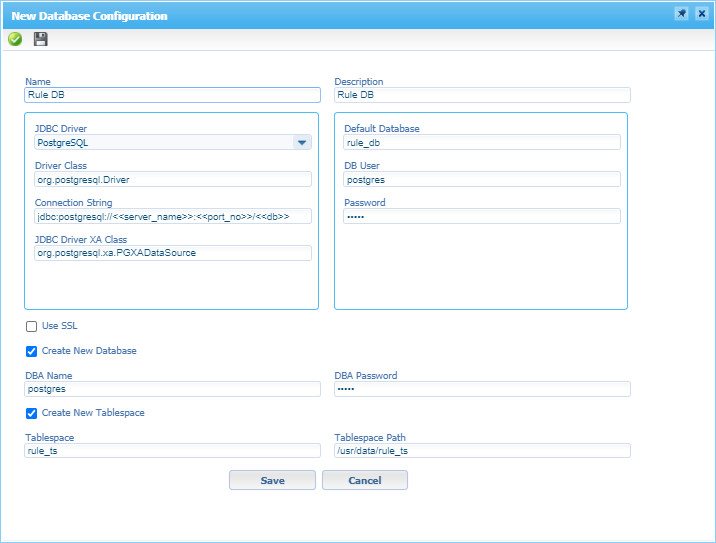 New Database Configuration
Name
Rule DB
Description
Rule DB
JDBC Driver
PostgreSQL
Driver Class
org.postgresql.Driver
Connection String
jdbc:postgresql://<<server_name>>:<<port_no>>/<<db>>
JDBC Driver XA Class
org.postgresql.xa.PGXADataSource
Default Database
rule_db
DB User
postgres
Password
•••••
Use SSL
Create New Database
DBA Name
postgres
DBA Password
•••••
Create New Tablespace
Tablespace
rule_ts
Tablespace Path
/usr/data/rule_ts
Save
Cancel